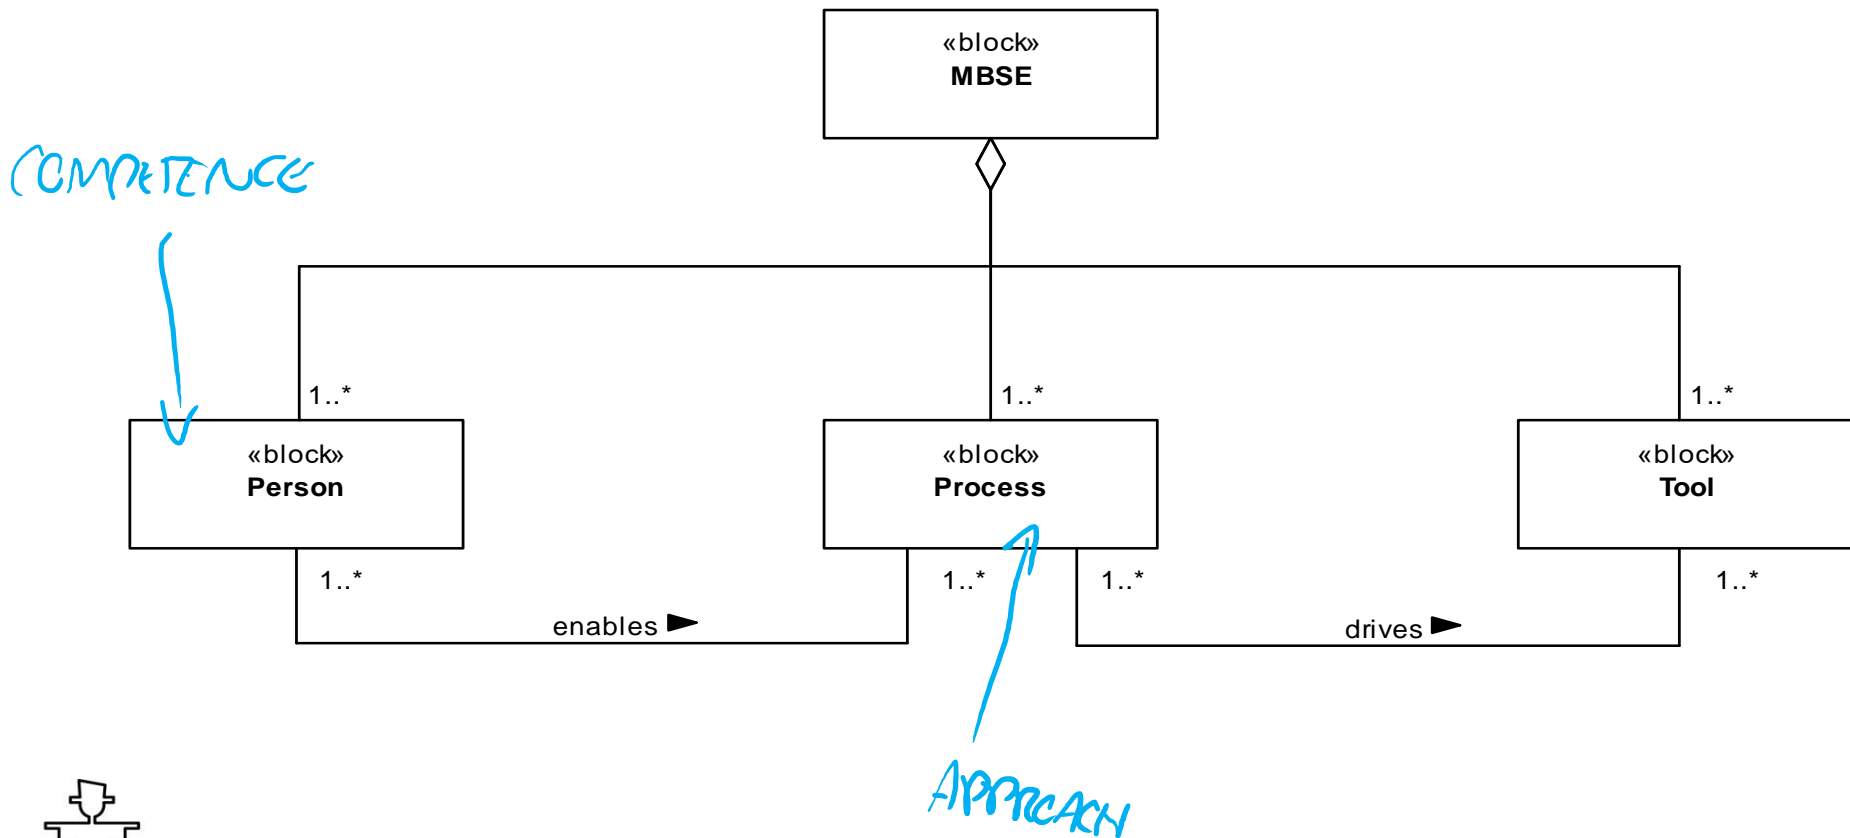 «block»
MBSE
COMPETENCE
1..*
1..*
1..*
«block»
Person
«block»
Process
«block»
Tool
1..*
1..*
1..*
1..*
enables
drives
APPROACH